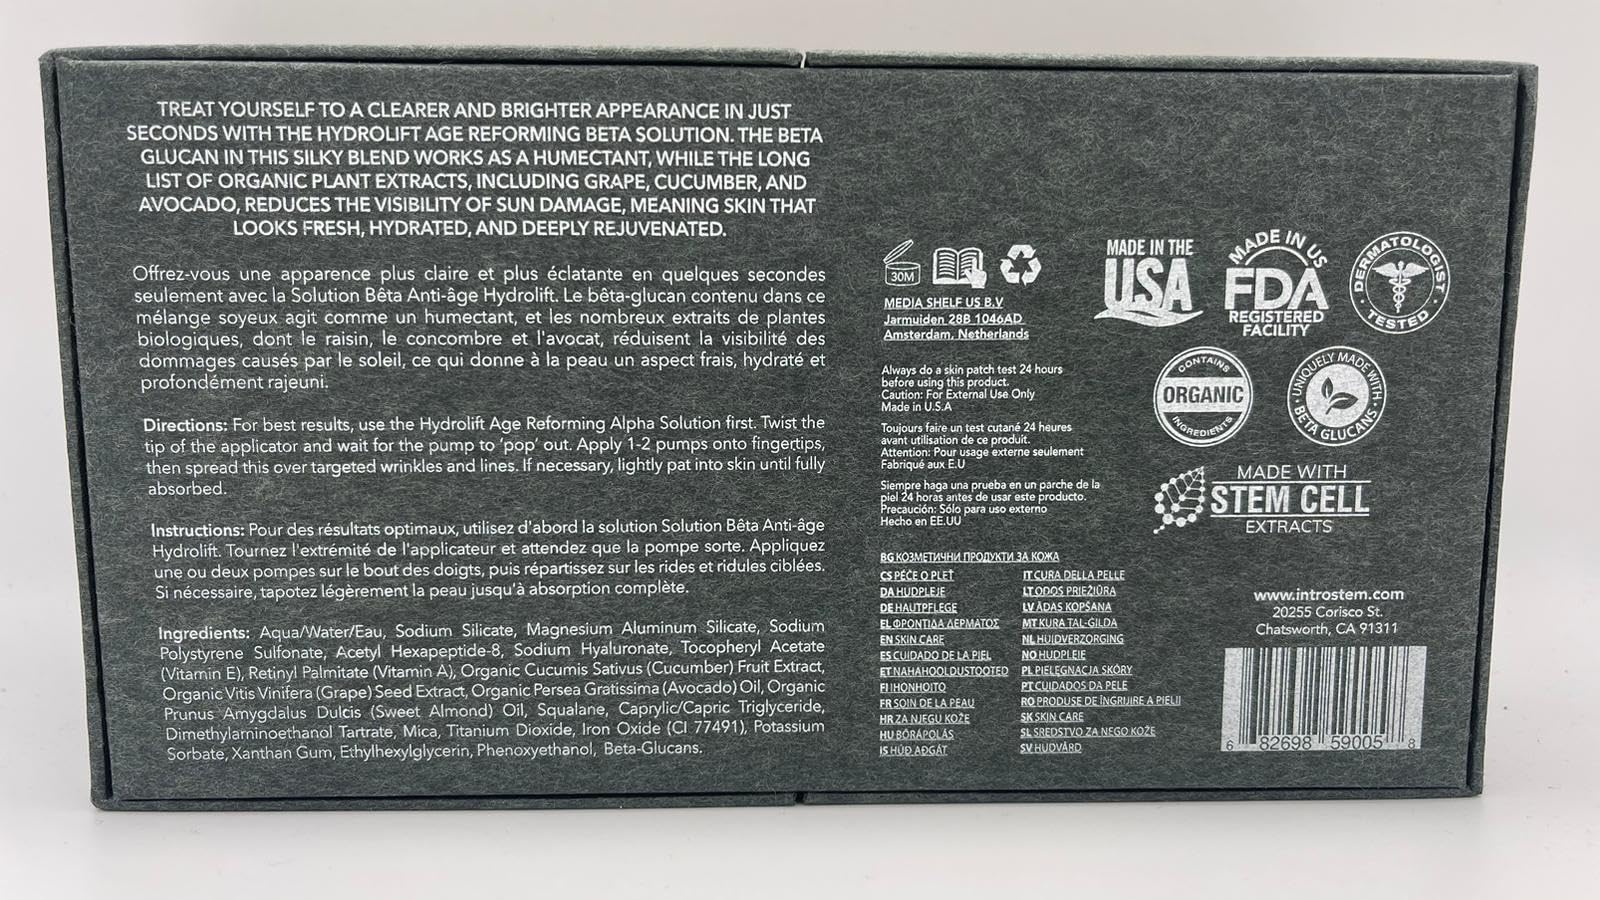 TREAT YOURSELF TO A CLEARER AND BRIGHTER APPEARANCE IN JUST
SECONDS WITH THE HYDROLIFT AGE REFORMING BETA SOLUTION. THE BETA
GLUCAN IN THIS SILKY BLEND WORKS AS A HUMECTANT, WHILE THE LONG
LIST OF ORGANIC PLANT EXTRACTS, INCLUDING GRAPE, CUCUMBER, AND
AVOCADO, REDUCES THE VISIBILITY OF SUN DAMAGE, MEANING SKIN THAT
LOOKS FRESH, HYDRATED, AND DEEPLY REJUVENATED.
Offrez-vous une apparence plus claire et plus éclatante en quelques secondes
seulement avec la Solution Bêta Anti-âge Hydrolift. Le bêta-glucan contenu dans ce
mélange soyeux agit comme un humectant, et les nombreux extraits de plantes
biologiques, dont le raisin, le concombre et l'avocat, réduisent la visibilité des
dommages causés par le soleil, ce qui donne à la peau un aspect frais, hydraté et
profondément rajeuni.
Directions: For best results, use the Hydrolift Age Reforming Alpha Solution first. Twist the
tip of the applicator and wait for the pump to 'pop' out. Apply 1-2 pumps onto fingertips,
then spread this over targeted wrinkles and lines. If necessary, lightly pat into skin until fully
absorbed.
Instructions: Pour des résultats optimaux, utilisez d'abord la solution Solution Bêta Anti-âge
Hydrolift. Tournez l'extrémité de l'applicateur et attendez que la pompe sorte. Appliquez
une ou deux pompes sur le bout des doigts, puis répartissez sur les rides et ridules ciblées.
Si nécessaire, tapotez légèrement la peau jusqu'à absorption complète.
Ingredients: Aqua/Water/Eau, Sodium Silicate, Magnesium Aluminum Silicate, Sodium
Polystyrene Sulfonate, Acetyl Hexapeptide-8, Sodium Hyaluronate, Tocopheryl Acetate
(Vitamin E), Retinyl Palmitate (Vitamin A), Organic Cucumis Sativus (Cucumber) Fruit Extract,
Organic Vitis Vinifera (Grape) Seed Extract, Organic Persea Gratissima (Avocado) Oil, Organic
Prunus Amygdalus Dulcis (Sweet Almond) Oil, Squalane, Caprylic/Capric Triglyceride,
Dimethylaminoethanol Tartrate, Mica, Titanium Dioxide, Iron Oxide (CI 77491), Potassium
Sorbate, Xanthan Gum, Ethylhexylglycerin, Phenoxyethanol, Beta-Glucans.
30M
MEDIA SHELF US B.V
Jarmuiden 28B 1046AD
Amsterdam, Netherlands
Always do a skin patch test 24 hours
before using this product.
Caution: For External Use Only
Made in U.S.A
Toujours faire un test cutané 24 heures
avant utilisation de ce produit.
Attention: Pour usage externe seulement
Fabriqué aux E.U
Siempre haga una prueba en un parche de la
piel 24 horas antes de usar este producto.
Precaución: Sólo para uso externo
Hecho en EE.UU
BG КОЗМЕТИЧНИ ПРОДУКТИ ЗА КОЖА
CS PÉČE O PLEŤ
DA HUDPLEJE
DE HAUTPFLEGE
EL ΦΡΟΝΤΙΔΑ ΔΕΡΜΑΤΟΣ
EN SKIN CARE
ES CUIDADO DE LA PIEL
ET NAHAHOOLDUSTOOTED
FI IHONHOITO
FR SOIN DE LA PEAU
HR ZA NJEGU KOŽE
HU BŐRÁPOLÁS
IS HÚÐ AÐGÁT
IT CURA DELLA PELLE
LT ODOS PRIEŽIŪRA
LV ĀDAS KOPŠANA
MT KURA TAL-GILDA
NL HUIDVERZORGING
NO HUDPLEIE
PL PIELĘGNACJA SKÓRY
PT CUIDADOS DA PELE
RO PRODUSE DE ÎNGRIJIRE A PIELII
SK SKIN CARE
SL SREDSTVO ZA NEGO KOŽE
SV HUDVÅRD
MADE IN THE
USA
MADE IN US
FDA
REGISTERED
FACILITY
DERMATOLOGIST
TESTED
CONTAINS
ORGANIC
INGREDIENTS
UNIQUELY MADE WITH
BETA GLUCANS
MADE WITH
STEM CELL
EXTRACTS
www.introstem.com
20255 Corisco St.
Chatsworth, CA 91311
6 82698 59005 8